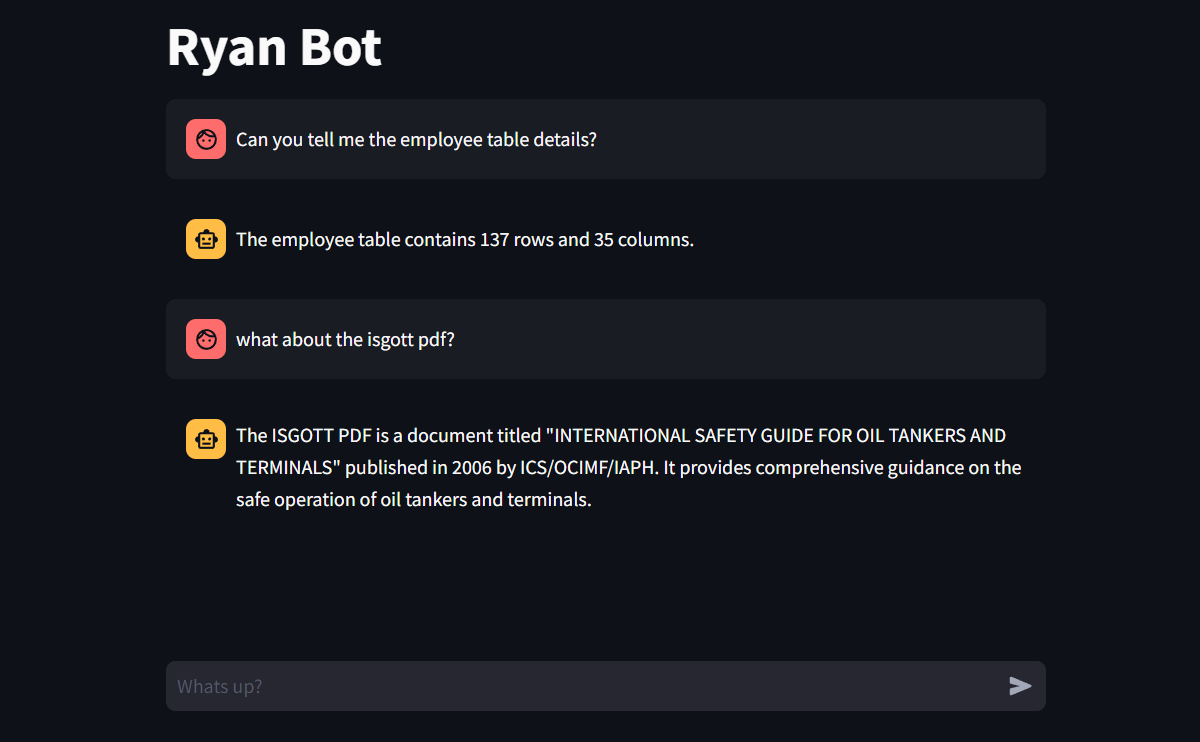 Ryan Bot
Can you tell me the employee table details?
The employee table contains 137 rows and 35 columns.
what about the isgott pdf?
The ISGOTT PDF is a document titled "INTERNATIONAL SAFETY GUIDE FOR OIL TANKERS AND
TERMINALS" published in 2006 by ICS/OCIMF/IAPH. It provides comprehensive guidance on the
safe operation of oil tankers and terminals.
Whats up?